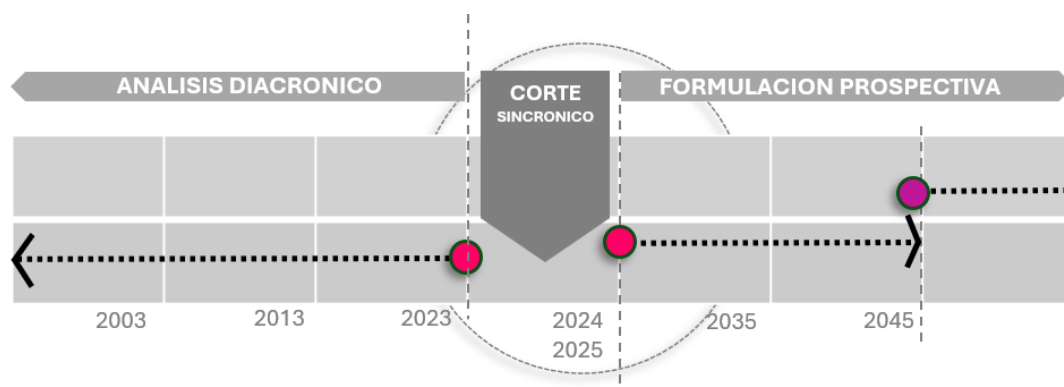 ANALISIS DIACRONICO
CORTE
SINCRONICO
FORMULACION PROSPECTIVA
2003
2013
2023
2024
2025
2035
2045